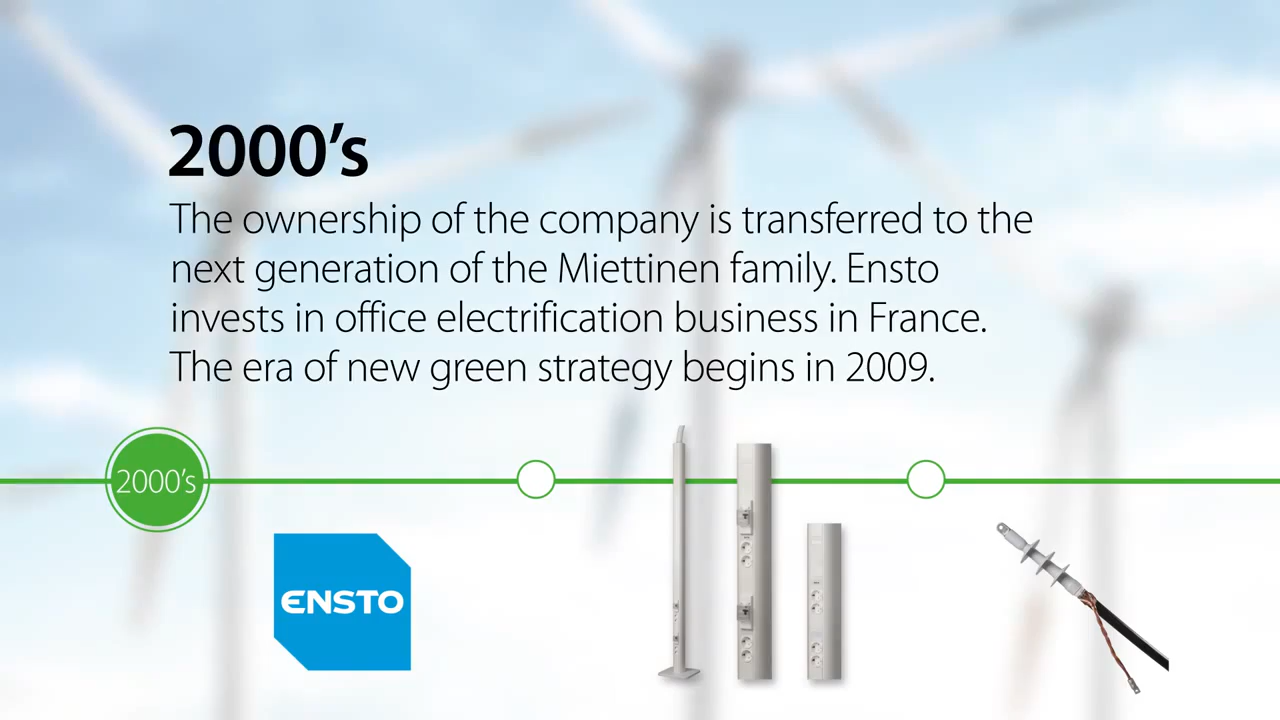 2000's
The ownership of the company is transferred to the
next generation of the Miettinen family. Ensto
invests in office electrification business in France.
The era of new green strategy begins in 2009.
2000's
ENSTO